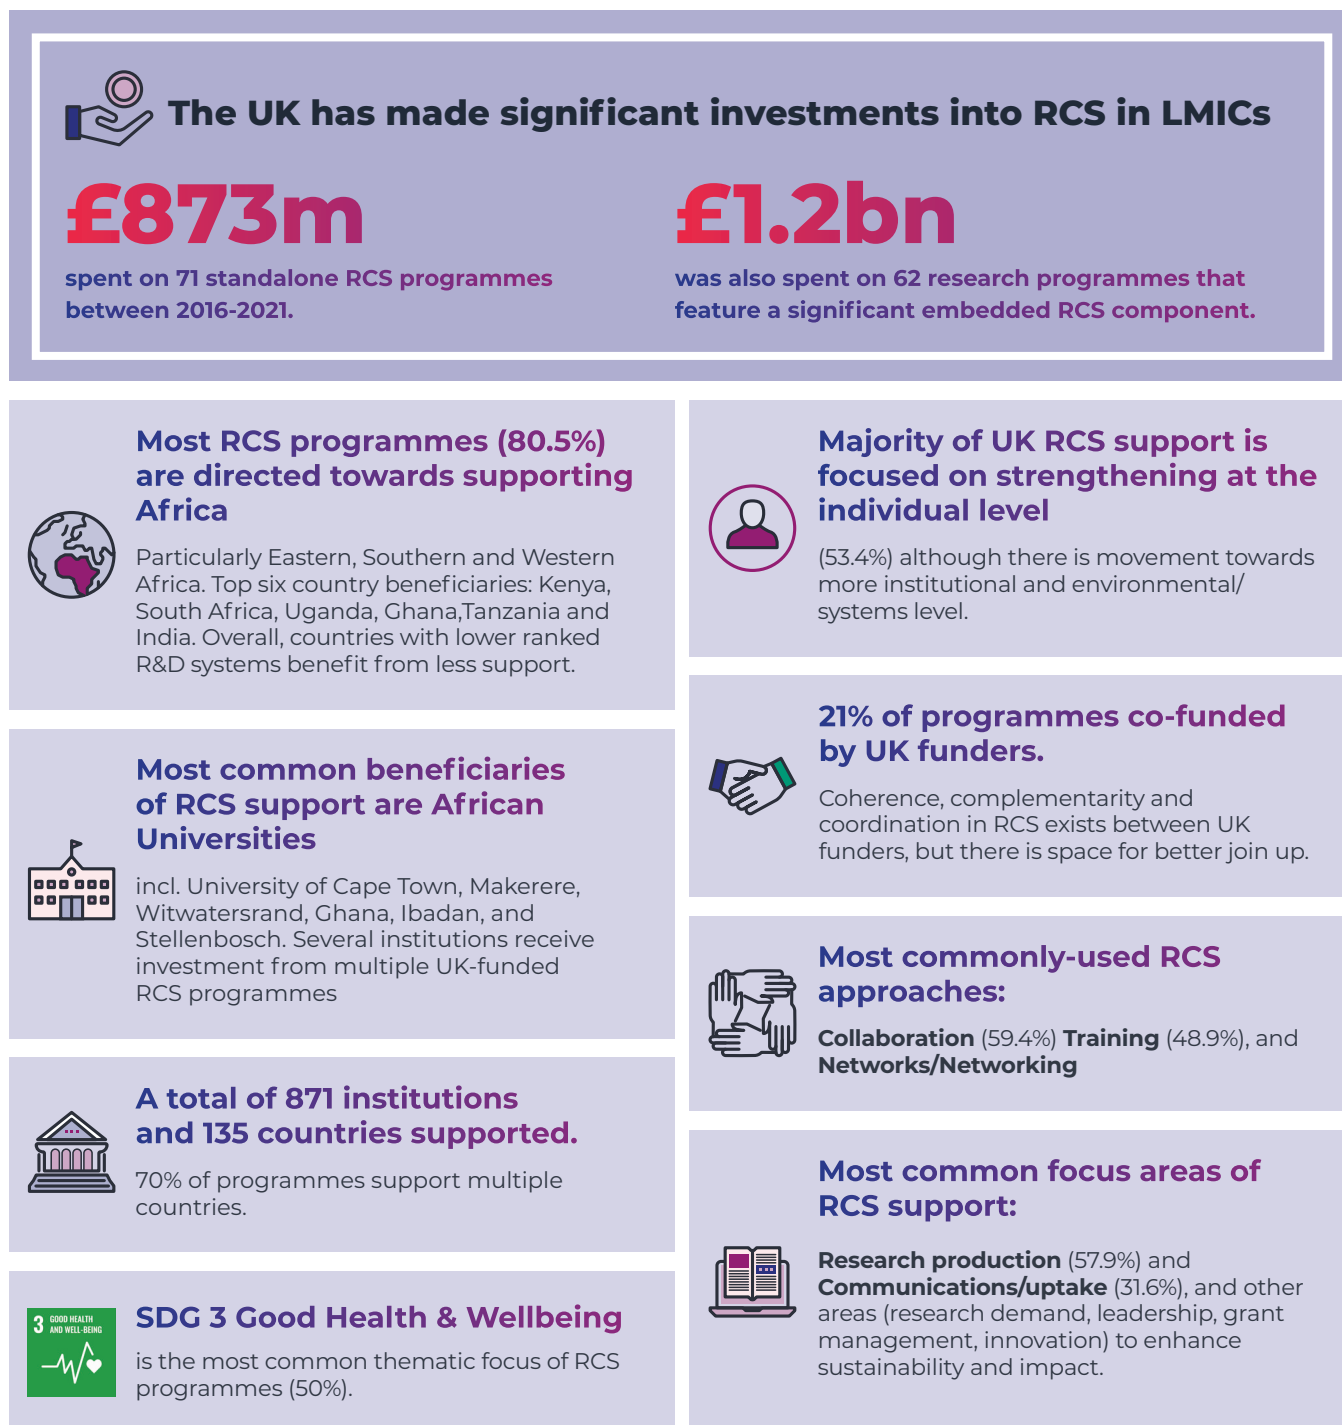 The UK has made significant investments into RCS in LMICs
£873m
spent on 71 standalone RCS programmes
between 2016-2021.
£1.2bn
was also spent on 62 research programmes that
feature a significant embedded RCS component.
Most RCS programmes (80.5%)
are directed towards supporting
Africa
Particularly Eastern, Southern and Western
Africa. Top six country beneficiaries: Kenya,
South Africa, Uganda, Ghana,Tanzania and
India. Overall, countries with lower ranked
R&D systems benefit from less support.
Most common beneficiaries
of RCS support are African
Universities
incl. University of Cape Town, Makerere,
Witwatersrand, Ghana, Ibadan, and
Stellenbosch. Several institutions receive
investment from multiple UK-funded
RCS programmes
A total of 871 institutions
and 135 countries supported.
70% of programmes support multiple
countries.
3 GOOD HEALTH
AND WELL-BEING
SDG 3 Good Health & Wellbeing
is the most common thematic focus of RCS
programmes (50%).
Majority of UK RCS support is
focused on strengthening at the
individual level
(53.4%) although there is movement towards
more institutional and environmental/
systems level.
21% of programmes co-funded
by UK funders.
Coherence, complementarity and
coordination in RCS exists between UK
funders, but there is space for better join up.
Most commonly-used RCS
approaches:
Collaboration (59.4%) Training (48.9%), and
Networks/Networking
Most common focus areas of
RCS support:
Research production (57.9%) and
Communications/uptake (31.6%), and other
areas (research demand, leadership, grant
management, innovation) to enhance
sustainability and impact.